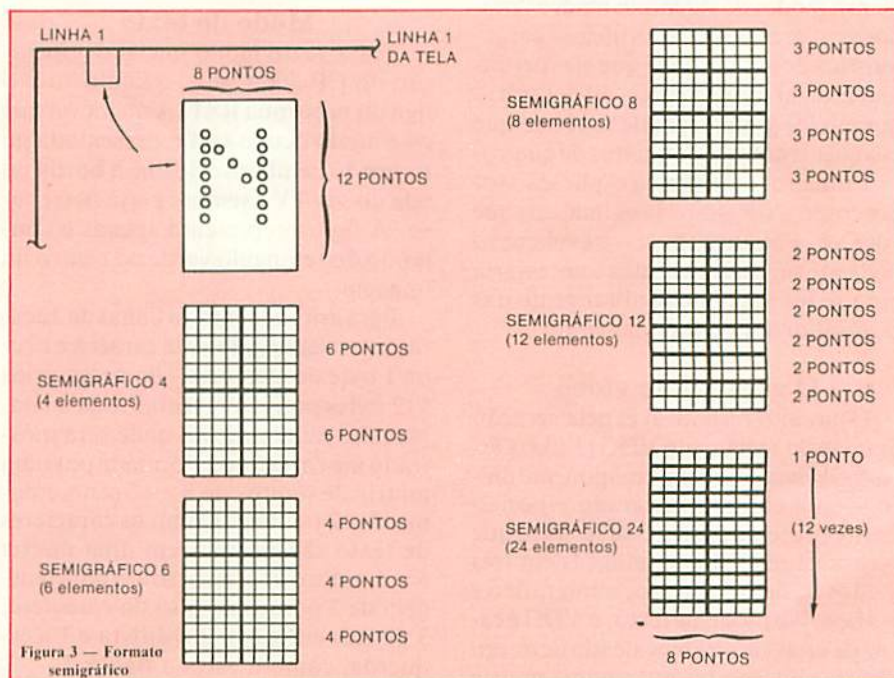 LINHA 1
LINHA 1
DA TELA
8 PONTOS
12 PONTOS
SEMIGRÁFICO 4
(4 elementos)
6 PONTOS
6 PONTOS
SEMIGRÁFICO 6
(6 elementos)
4 PONTOS
4 PONTOS
4 PONTOS
Figura 3 — Formato
semigráfico
SEMIGRÁFICO 8
(8 elementos)
3 PONTOS
3 PONTOS
3 PONTOS
3 PONTOS
SEMIGRÁFICO 12
(12 elementos)
2 PONTOS
2 PONTOS
2 PONTOS
2 PONTOS
2 PONTOS
2 PONTOS
SEMIGRÁFICO 24
(24 elementos)
1 PONTO
(12 vezes)
8 PONTOS